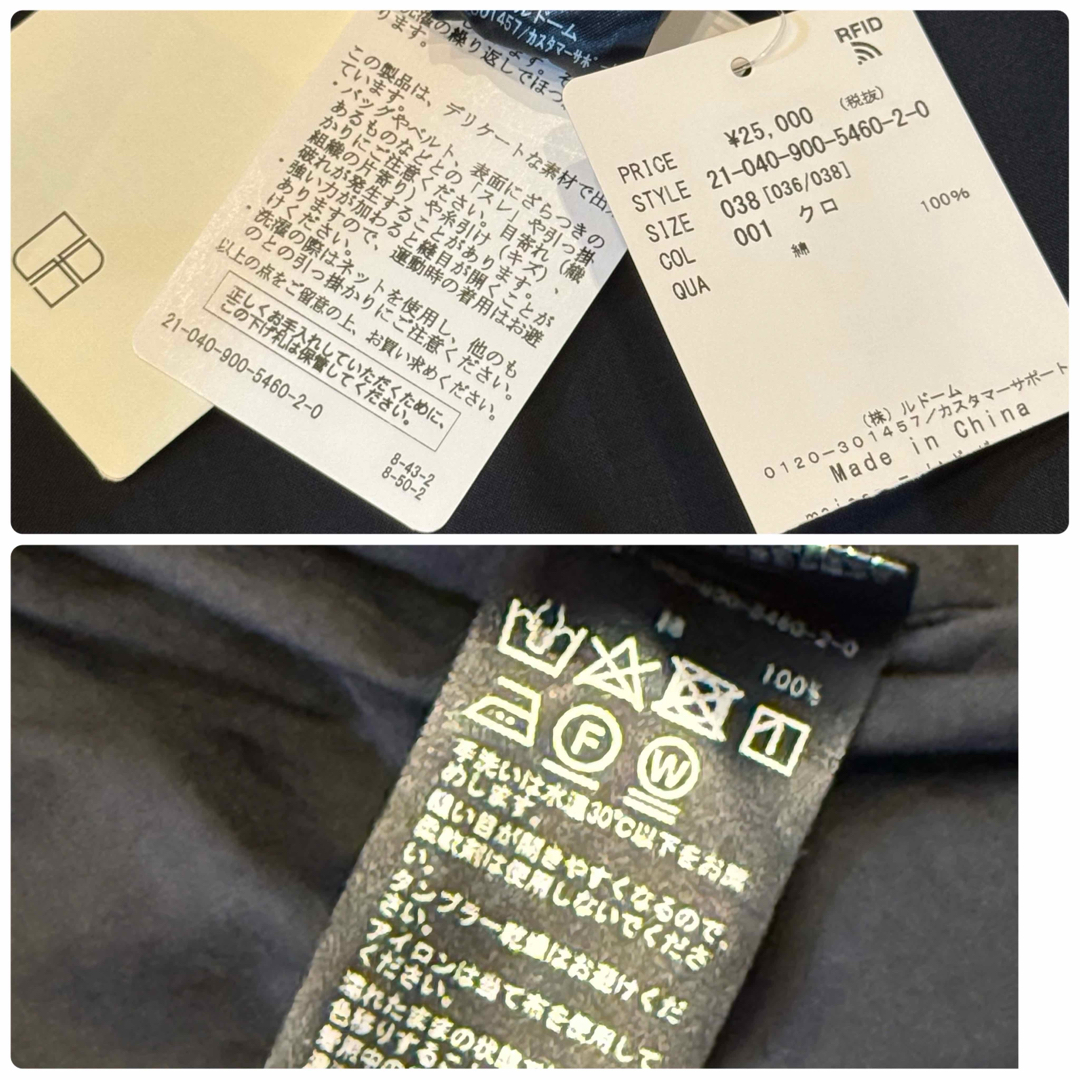 ルドーム
301457/カスタマーサポ
ります。
洗濯の繰り返しでほつ
この製品は、デリケートな素材で出
ています。
・バッグやベルト、表面にざらつきの
あるものなどとの「スレ」や引っ掛
かりにご注意ください。目寄れ(織
組織の片寄り)や糸引け(キズ)、
破れが発生することがあります。
・強い力が加わると縫目が開くことが
ありますので、運動時の着用はお避
けください。
・洗濯の際はネットを使用し、他のも
のとの引っ掛かりにご注意ください。
以上の点をご留意の上、お買い求めください。
正しくお手入れしていただくために、
この下げ札は保管してください。
21-040-900-5460-2-0
8-43-2
8-50-2
RFID
PRICE ¥25,000 (税抜)
STYLE 21-040-900-5460-2-0
SIZE 038 [036/038]
COL 001 クロ
QUA 綿 100%
(株)ルドーム
0120-301457/カスタマーサポート
Made in China
5460-2-0
100%
F
W
手洗いは水温30℃以下をお
めします。
縫い目が開きやすくなるので、
柔軟剤は使用しないでくださ
い。
タンブラー乾燥はお避けくだ
さい。
アイロンは当て布を使用して
ください。
濡れたままの状態で
色移りするこ
着用中の